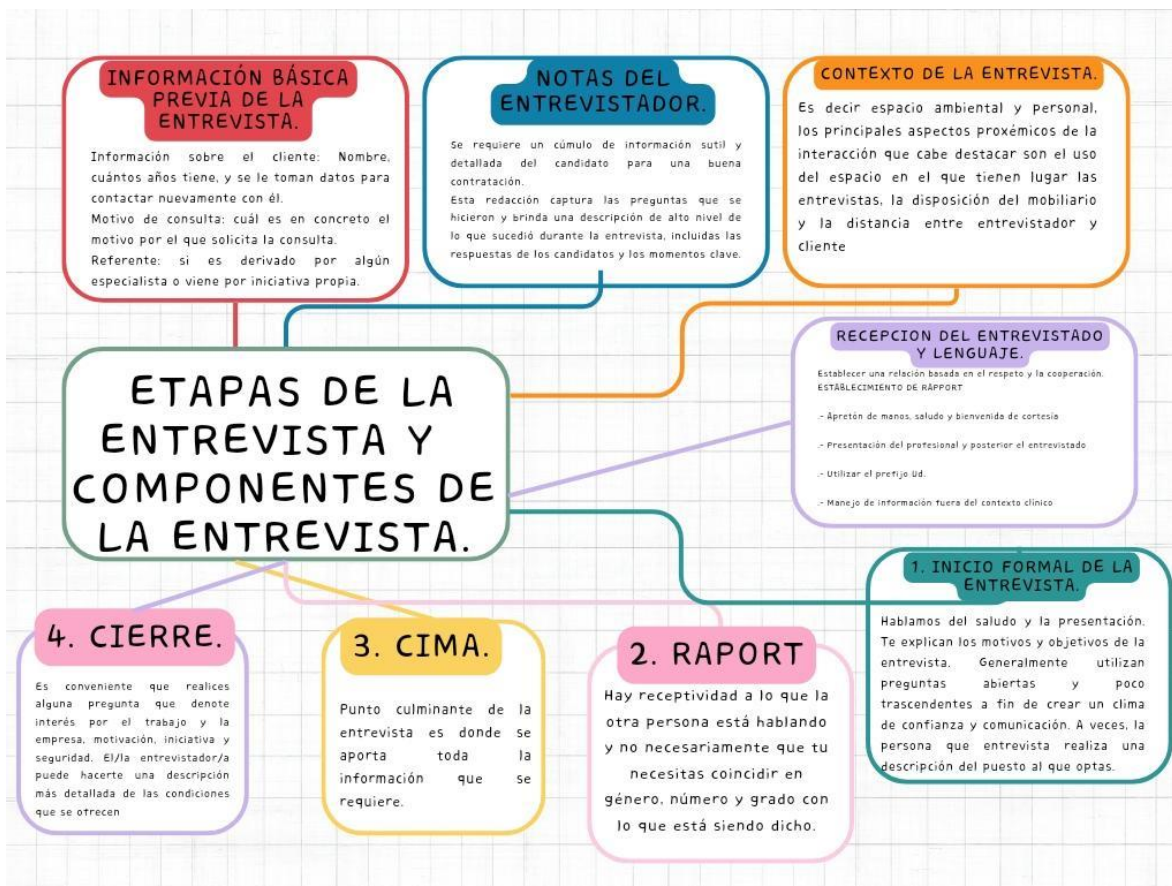 INFORMACIÓN BÁSICA
PREVIA DE LA
ENTREVISTA.
Información sobre el cliente: Nombre,
cuántos años tiene, y se le toman datos para
contactar nuevamente con él.
Motivo de consulta: cuál es en concreto el
motivo por el que solicita la consulta.
Referente: si es derivado por algún
especialista o viene por iniciativa propia.
NOTAS DEL
ENTREVISTADOR.
Se requiere un cúmulo de información sutil y
detallada del candidato para una buena
contratación.
Esta redacción captura las preguntas que se
hicieron y brinda una descripción de alto nivel de
lo que sucedió durante la entrevista, incluidas las
respuestas de los candidatos y los momentos clave.
CONTEXTO DE LA ENTREVISTA.
Es decir espacio ambiental y personal,
los principales aspectos proxémicos de la
interacción que cabe destacar son el uso
del espacio en el que tienen lugar las
entrevistas, la disposición del mobiliario
y la distancia entre entrevistador y
cliente
ETAPAS DE LA
ENTREVISTA Y
COMPONENTES DE
LA ENTREVISTA.
RECEPCION DEL ENTREVISTADO
Y LENGUAJE.
Establecer una relación basada en el respeto y la cooperación.
ESTABLECIMIENTO DE RAPPORT
.- Apretón de manos, saludo y bienvenida de cortesía
.- Presentación del profesional y posterior el entrevistado
.- Utilizar el prefijo Ud.
.- Manejo de información fuera del contexto clínico
1. INICIO FORMAL DE LA
ENTREVISTA.
Hablamos del saludo y la presentación.
Te explican los motivos y objetivos de la
entrevista. Generalmente utilizan
preguntas abiertas y poco
trascendentes a fin de crear un clima
de confianza y comunicación. A veces, la
persona que entrevista realiza una
descripción del puesto al que optas.
2. RAPORT
Hay receptividad a lo que la
otra persona está hablando
y no necesariamente que tu
necesitas coincidir en
género, número y grado con
lo que está siendo dicho.
3. CIMA.
Punto culminante de la
entrevista es donde se
aporta toda la
información que se
requiere.
4. CIERRE.
Es conveniente que realices
alguna pregunta que denote
interés por el trabajo y la
empresa, motivación, iniciativa y
seguridad. El/la entrevistador/a
puede hacerte una descripción
más detallada de las condiciones
que se ofrecen